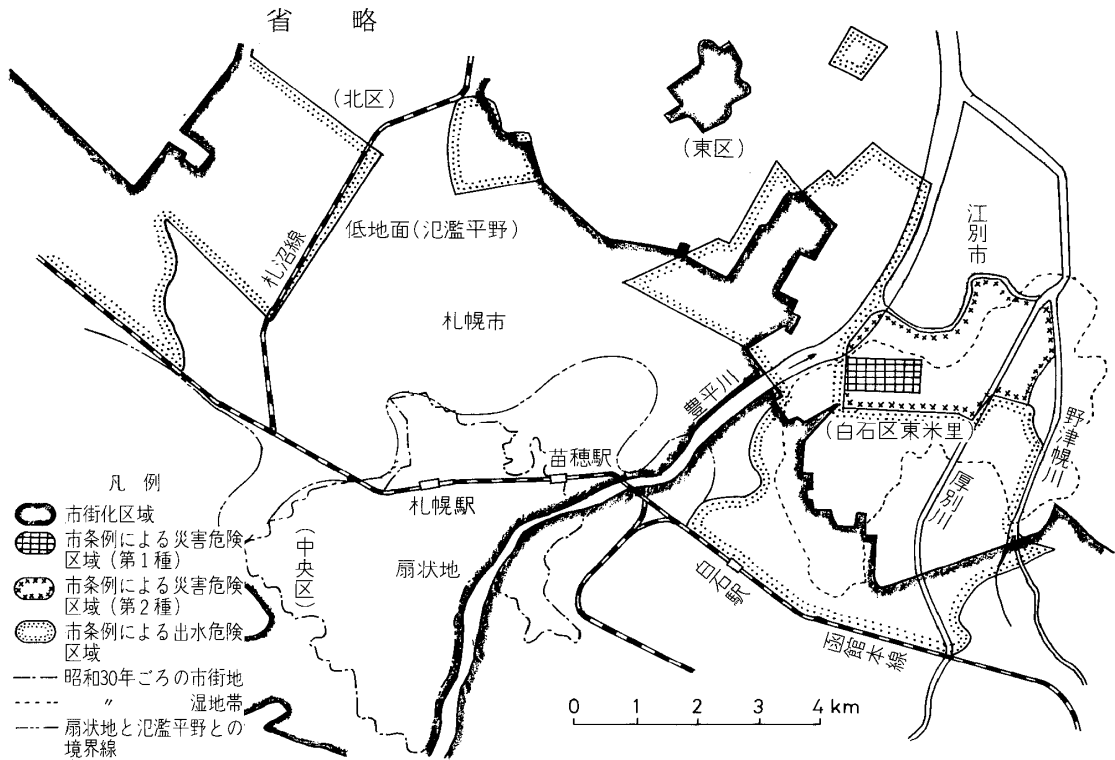 省略
(北区)
(東区)
札沼線
低地面(氾濫平野)
江別市
札幌市
豊平川
(白石区東米里)
野津幌川
厚別川
苗穂駅
札幌駅
(中央区)
扇状地
白石駅
函館本線
凡例
市街化区域
市条例による災害危険
区域(第1種)
市条例による災害危険
区域(第2種)
市条例による出水危険
区域
昭和30年ごろの市街地
〃 湿地帯
扇状地と氾濫平野との
境界線
0 1 2 3 4 km